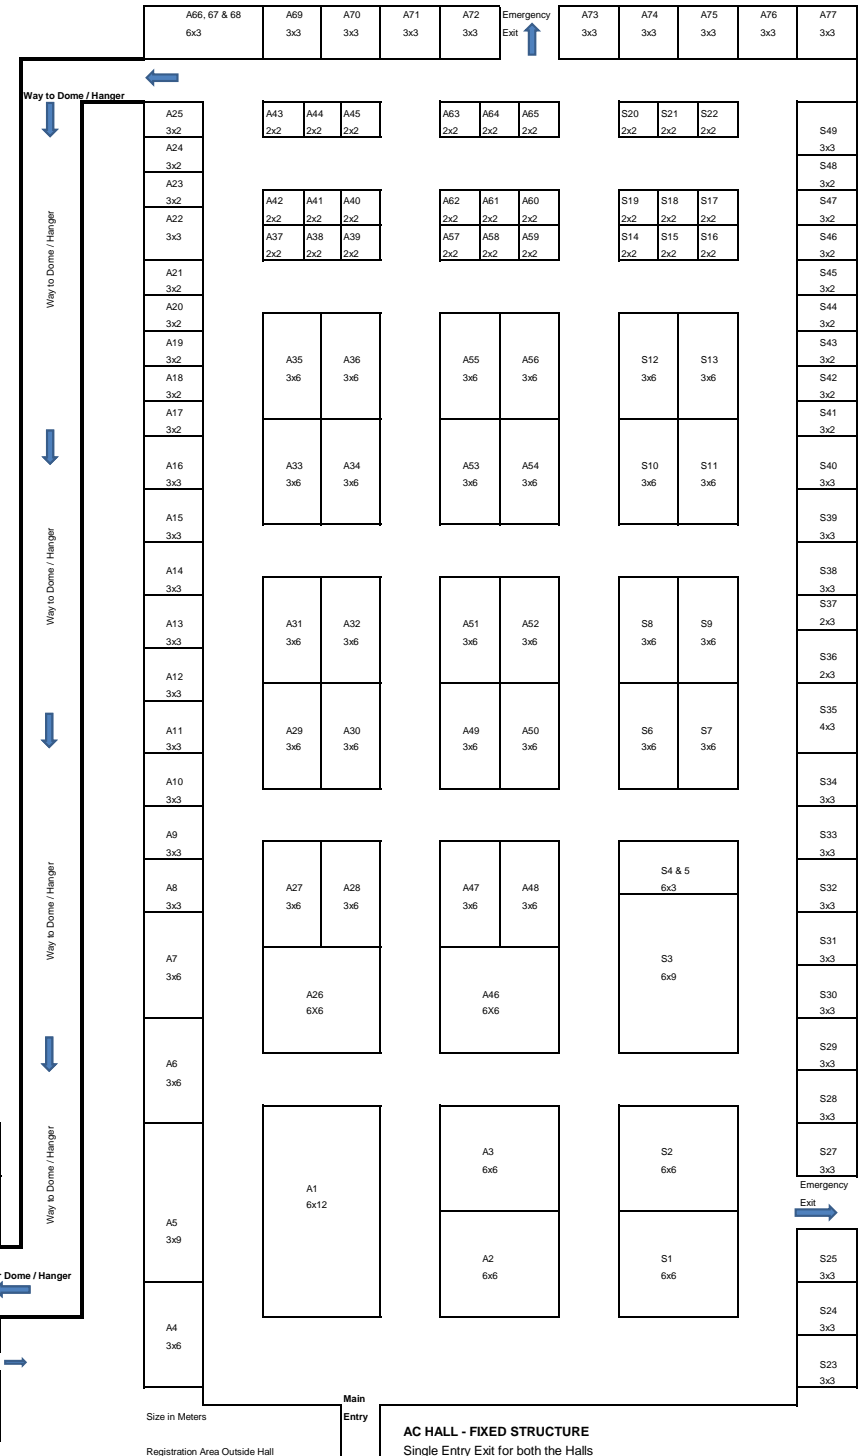 A66, 67 & 68 A69 A70 A71 A72 Emergency A73 A74 A75 A76 A77
6x3 3x3 3x3 3x3 3x3 Exit 3x3 3x3 3x3 3x3 3x3
Way to Dome / Hanger
A25 A43 A44 A45 A63 A64 A65 S20 S21 S22
3x2 2x2 2x2 2x2 2x2 2x2 2x2 2x2 2x2 2x2 S49
A24 3x3
3x2 S48
A23 3x2
3x2 A42 A41 A40 A62 A61 A60 S19 S18 S17 S47
A22 2x2 2x2 2x2 2x2 2x2 2x2 2x2 2x2 2x2 3x2
3x3 A37 A38 A39 A57 A58 A59 S14 S15 S16 S46
2x2 2x2 2x2 2x2 2x2 2x2 2x2 2x2 2x2 3x2
Way to Dome / Hanger
A21 S45
3x2 3x2
A20 S44
3x2 3x2
A19 S43
3x2 A35 A36 A55 A56 S12 S13 3x2
A18 3x6 3x6 3x6 3x6 3x6 3x6 S42
3x2 3x2
A17 S41
3x2 3x2
A16 A33 A34 A53 A54 S10 S11 S40
3x3 3x6 3x6 3x6 3x6 3x6 3x6 3x3
A15 S39
3x3 3x3
Way to Dome / Hanger
A14 S38
3x3 3x3
S37
A13 A31 A32 A51 A52 S8 S9 2x3
3x3 3x6 3x6 3x6 3x6 3x6 3x6
S36
A12 2x3
3x3
S35
A11 A29 A30 A49 A50 S6 S7 4x3
3x3 3x6 3x6 3x6 3x6 3x6 3x6
A10 S34
3x3 3x3
A9 S33
3x3 3x3
S4 & 5
A8 A27 A28 A47 A48 6x3 S32
3x3 3x6 3x6 3x6 3x6 3x3
Way to Dome / Hanger
A7 S3 S31
3x6 6x9 3x3
A26 A46 S30
6X6 6X6 3x3
A6 S29
3x6 3x3
S28
3x3
A3 S2 S27
6x6 6x6 3x3
Way to Dome / Hanger
A1 Emergency
6x12 Exit
A5
3x9
A2 S1 S25
6x6 6x6 3x3
Dome / Hanger
S24
A4 3x3
3x6
S23
3x3
Main
Size in Meters Entry
AC HALL - FIXED STRUCTURE
Registration Area Outside Hall Single Entry Exit for both the Halls